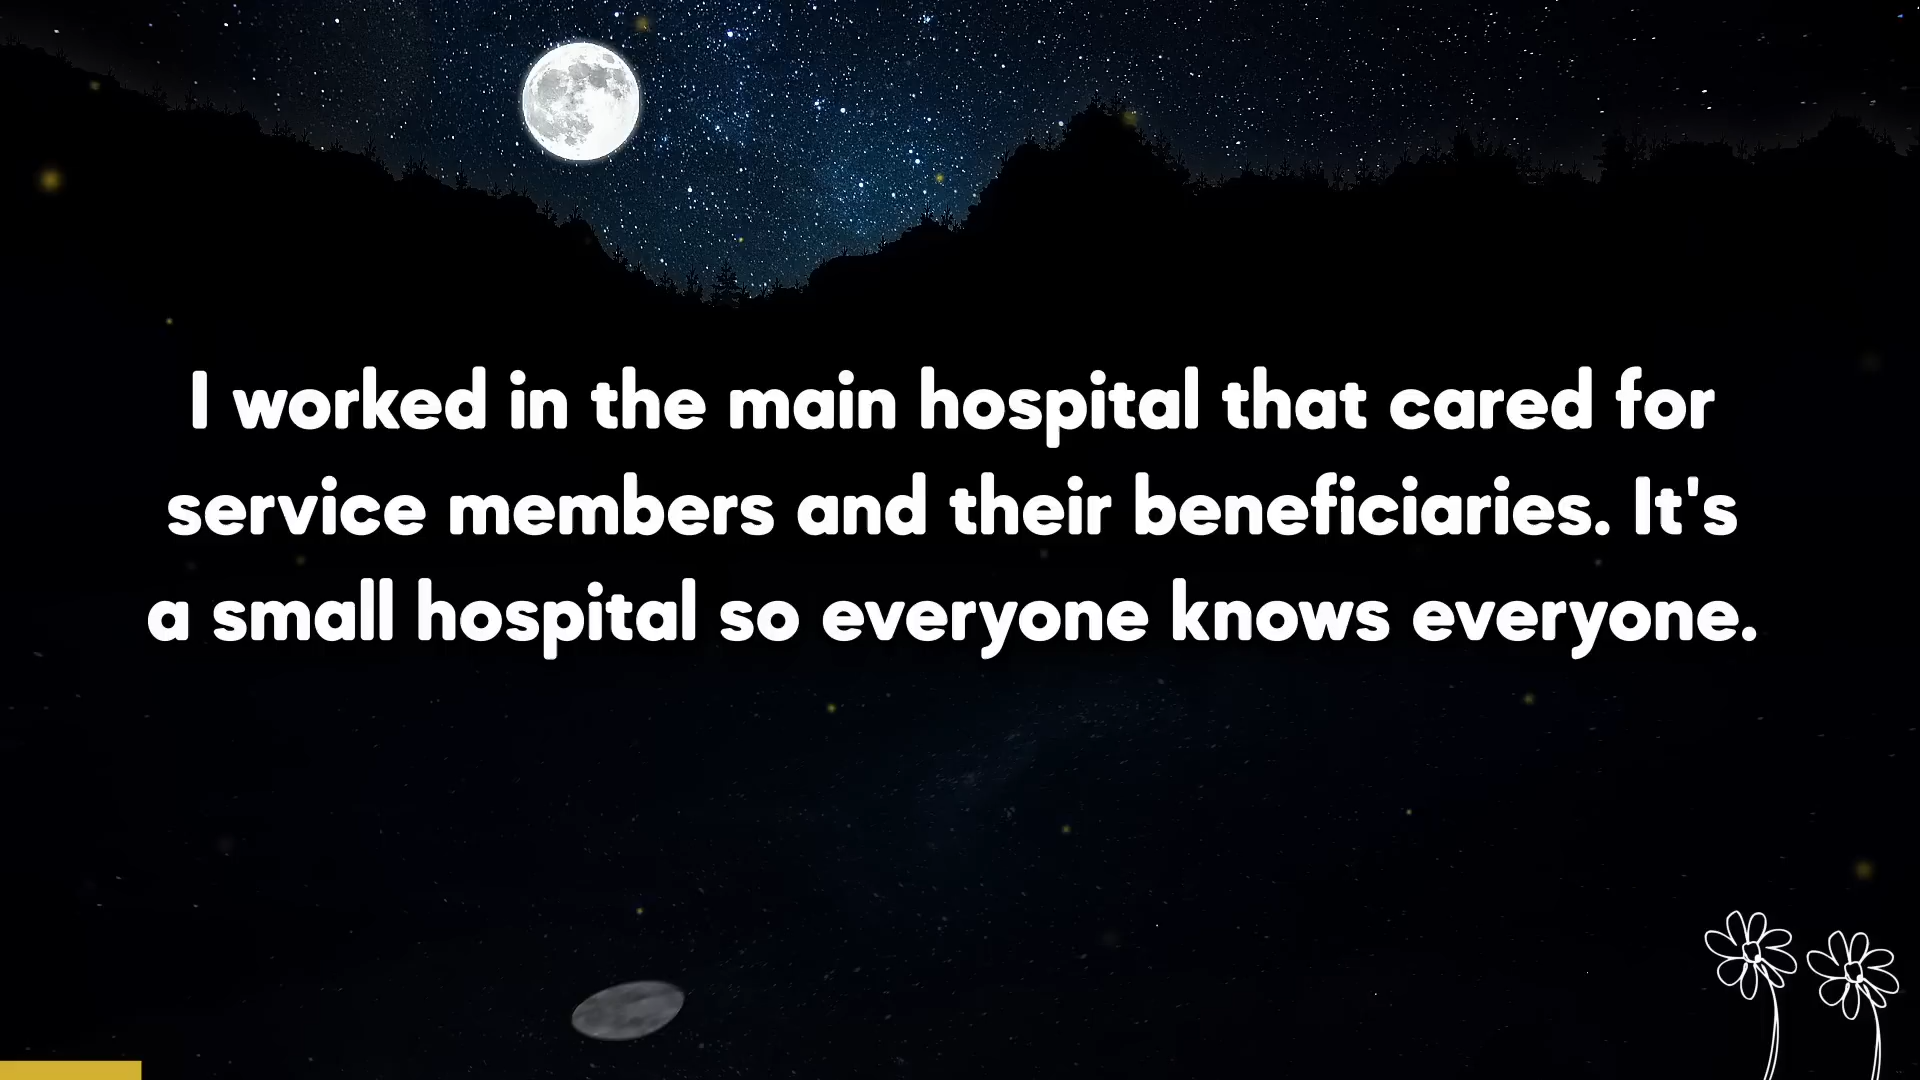 I worked in the main hospital that cared for
service members and their beneficiaries. It's
a small hospital so everyone knows everyone.